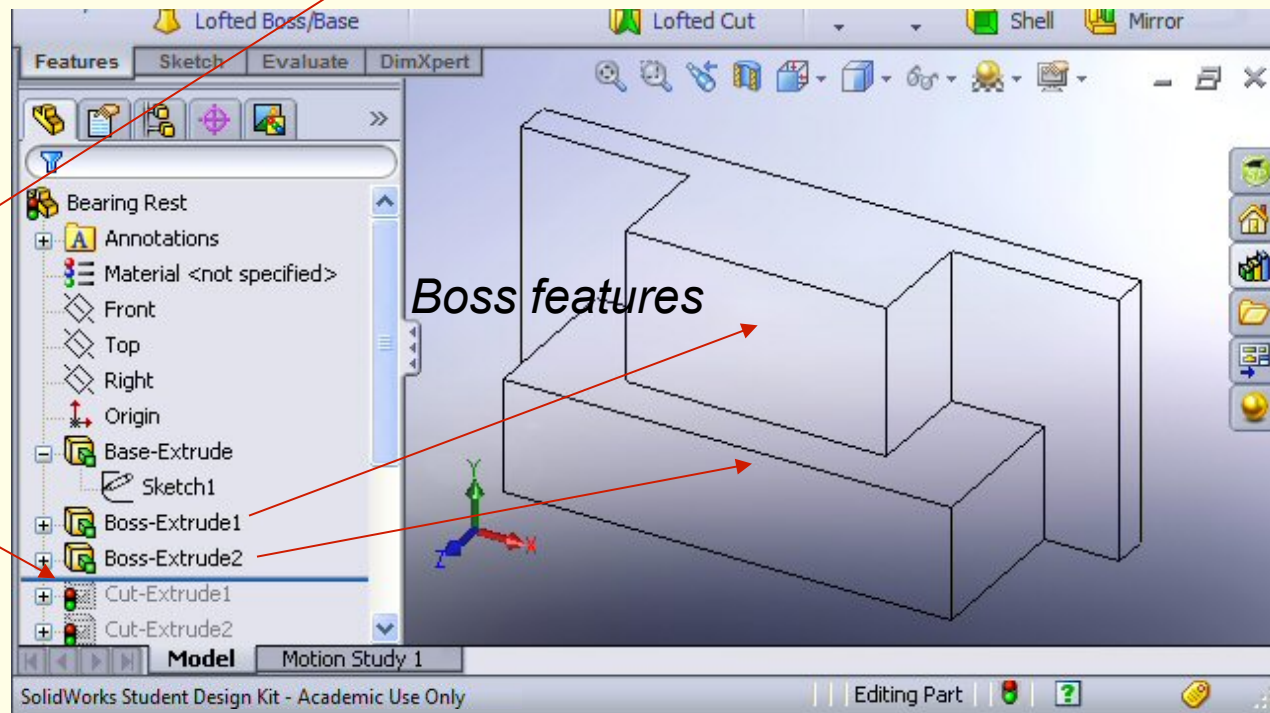 Lofted Boss/Base
Lofted Cut
Shell
Mirror
Features
Sketch
Evaluate
DimXpert
»
Bearing Rest
A Annotations
Material <not specified>
Front
Top
Right
Origin
Base-Extrude
Sketch1
Boss-Extrude1
Boss-Extrude2
Cut-Extrude1
Cut-Extrude2
Boss features
Y
X
Z
Model
Motion Study 1
SolidWorks Student Design Kit - Academic Use Only
Editing Part
?